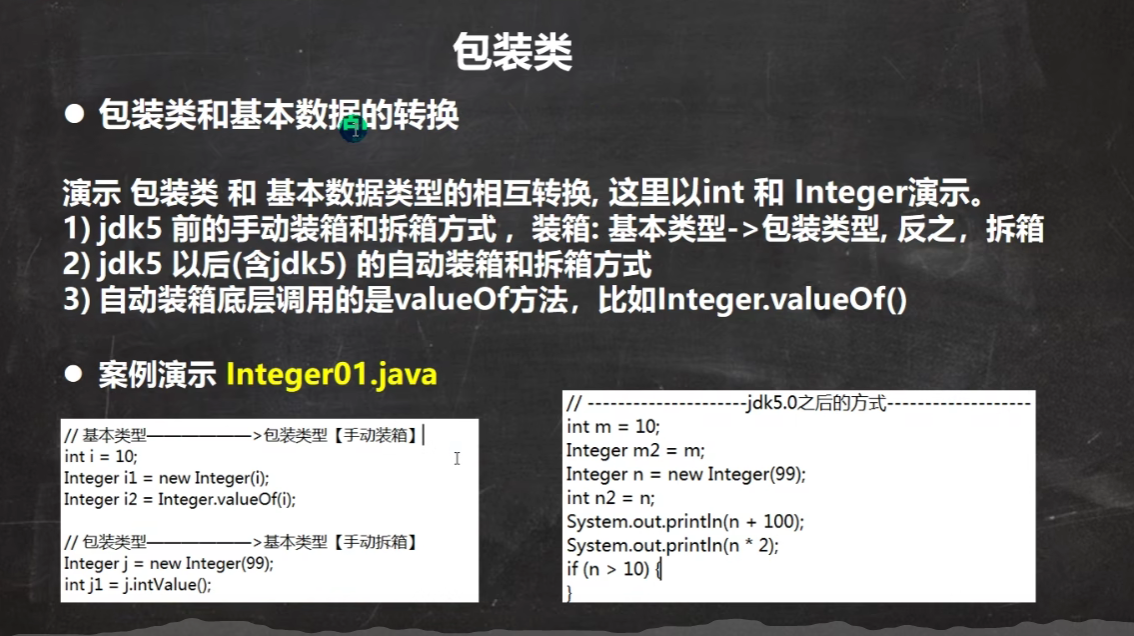 包装类
● 包装类和基本数据的转换
演示 包装类 和 基本数据类型的相互转换, 这里以int 和 Integer演示。
1) jdk5 前的手动装箱和拆箱方式 ，装箱: 基本类型->包装类型, 反之，拆箱
2) jdk5 以后(含jdk5) 的自动装箱和拆箱方式
3) 自动装箱底层调用的是valueOf方法，比如Integer.valueOf()
● 案例演示 Integer01.java
// 基本类型——————>包装类型【手动装箱】
int i = 10;
Integer i1 = new Integer(i);
Integer i2 = Integer.valueOf(i);
// 包装类型——————>基本类型【手动拆箱】
Integer j = new Integer(99);
int j1 = j.intValue();
// ---------------------jdk5.0之后的方式-------------------
int m = 10;
Integer m2 = m;
Integer n = new Integer(99);
int n2 = n;
System.out.println(n + 100);
System.out.println(n * 2);
if (n > 10) {
}